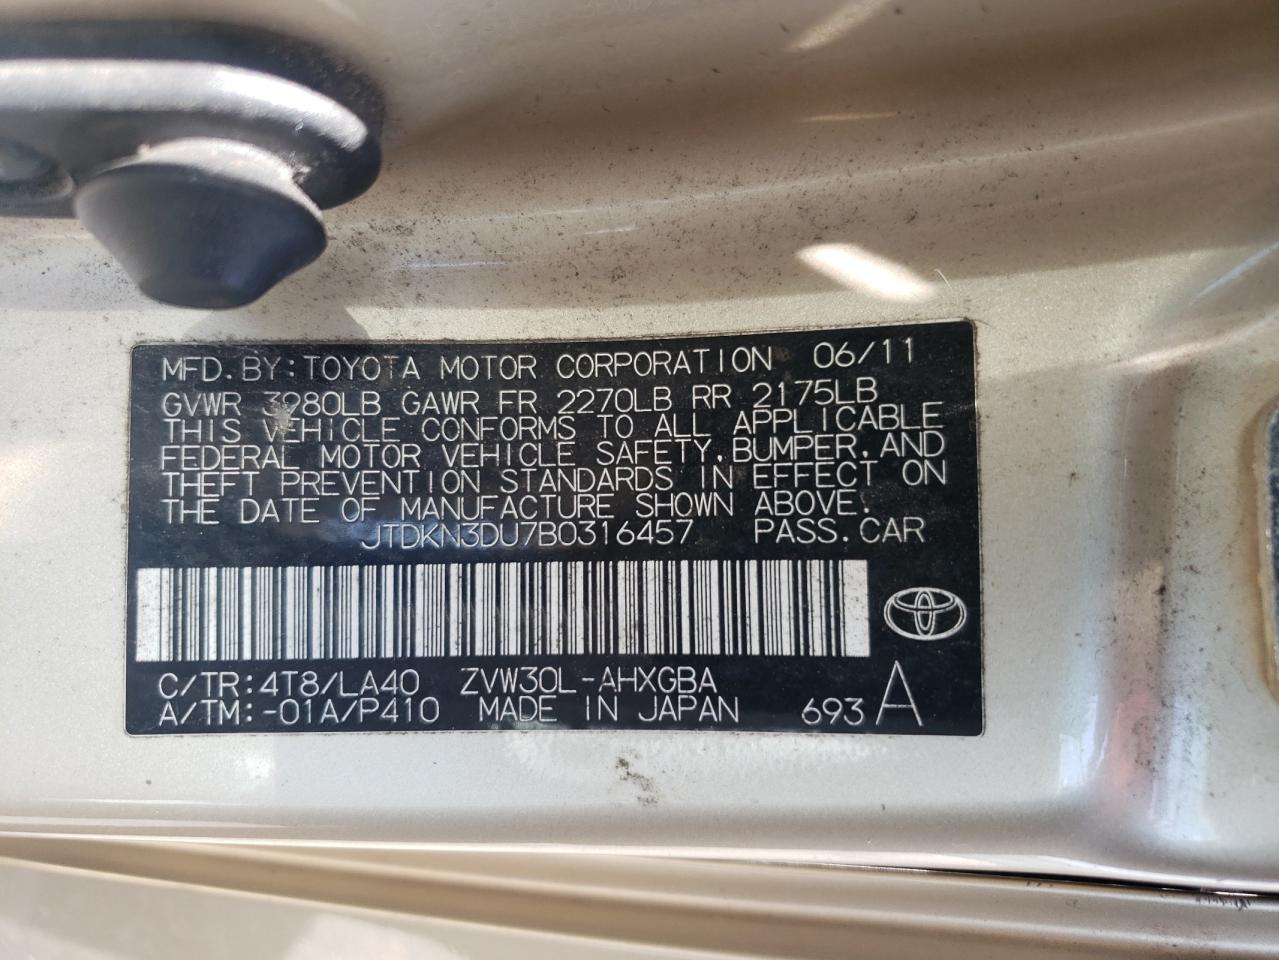 MFD. BY: TOYOTA MOTOR CORPORATION 06/11
GVWR 3980LB GAWR FR 2270LB RR 2175LB
THIS VEHICLE CONFORMS TO ALL APPLICABLE
FEDERAL MOTOR VEHICLE SAFETY, BUMPER, AND
THEFT PREVENTION STANDARDS IN EFFECT ON
THE DATE OF MANUFACTURE SHOWN ABOVE.
JTDKN3DU7B0316457 PASS. CAR
C/TR: 4T8/LA40 ZVW30L-AHXGBA
A/TM: -01A/P410 MADE IN JAPAN 693 A